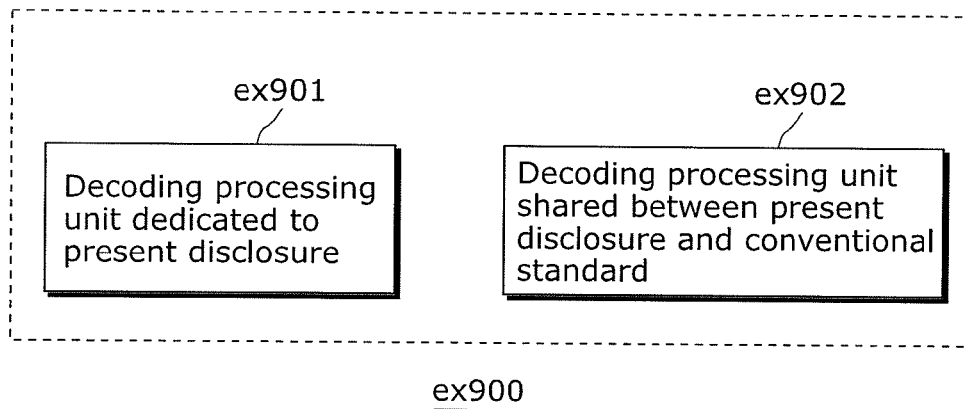 ex901
ex902
Decoding processing
unit dedicated to
present disclosure
Decoding processing unit
shared between present
disclosure and conventional
standard
ex900